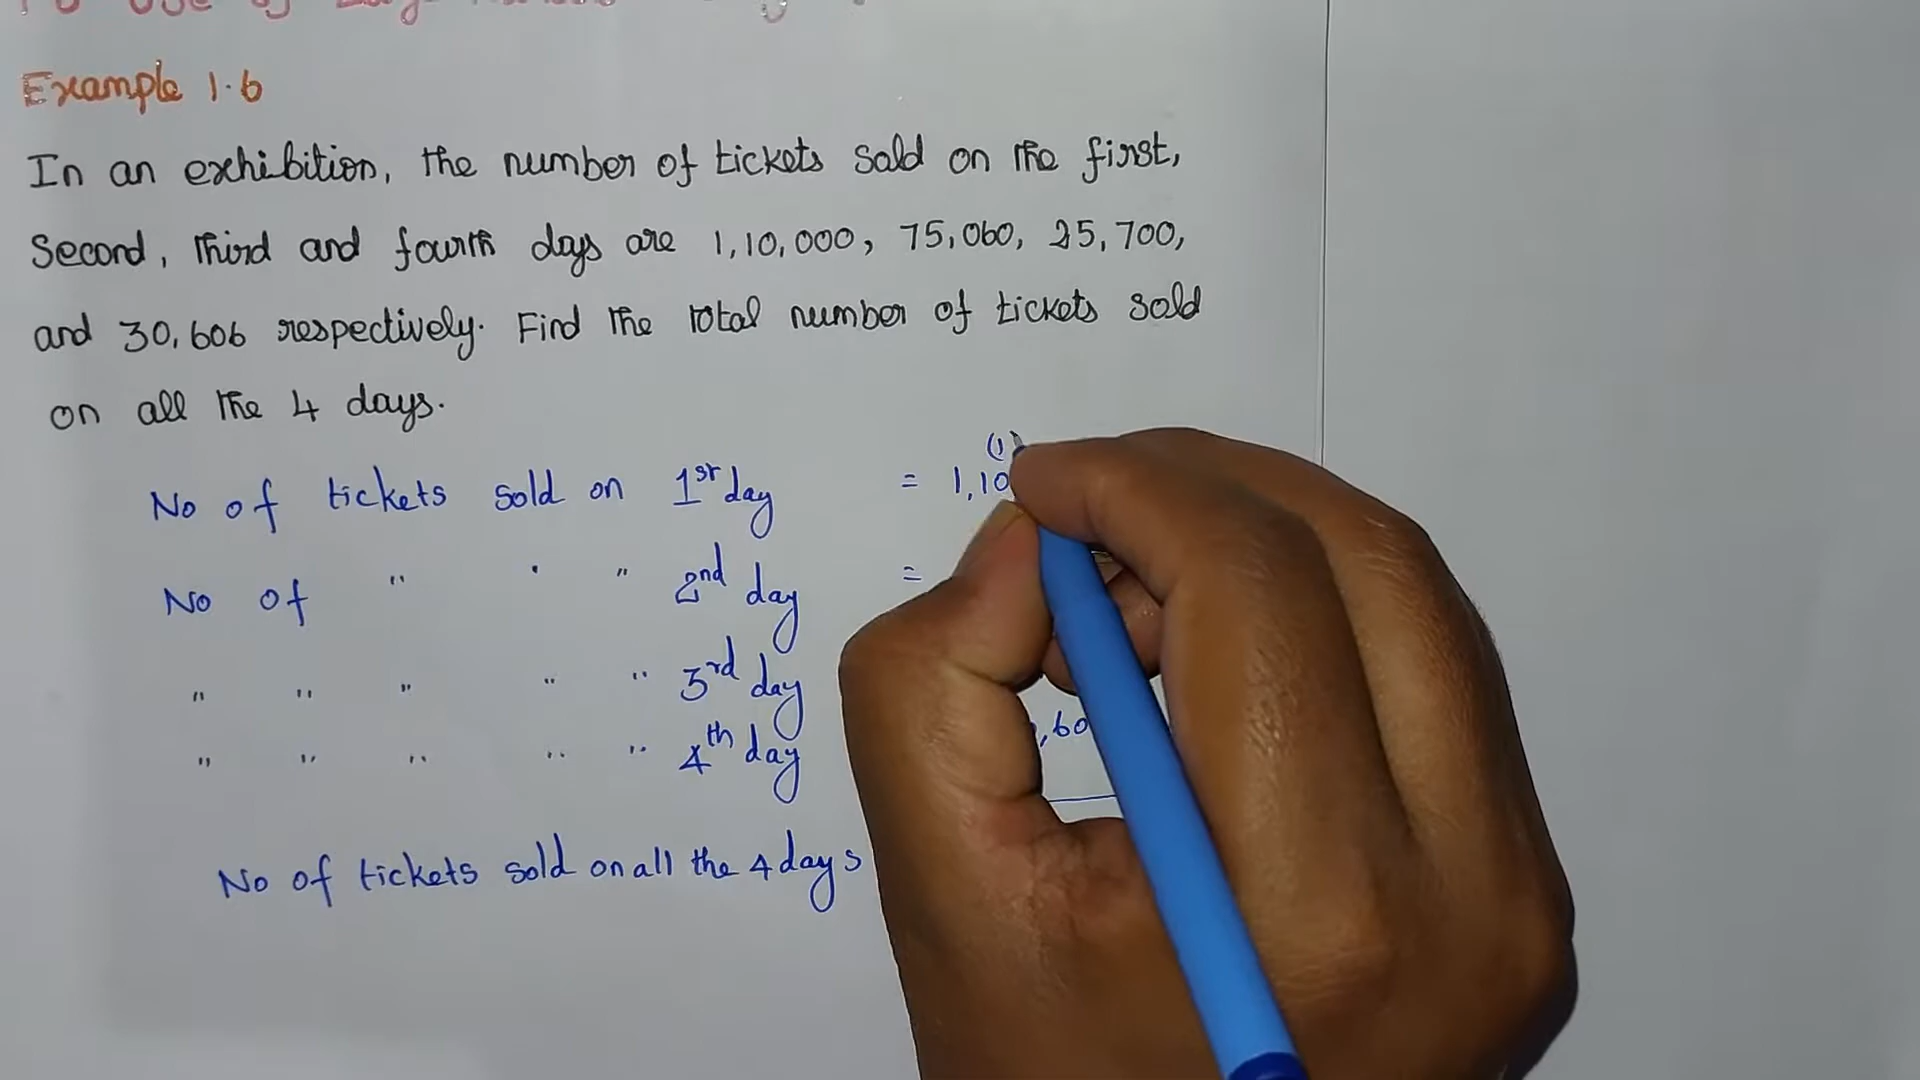 Example 1.6
In an exhibition, the number of tickets sold on the first,
Second, third and fourth days are 1,10,000, 75,060, 25,700,
and 30,606 respectively. Find the total number of tickets sold
on all the 4 days.
(1)
No of tickets sold on 1st day = 1,10
No of " " " 2nd day =
" " " " " 3rd day
" " " " " 4th day ,60
No of tickets sold on all the 4 days